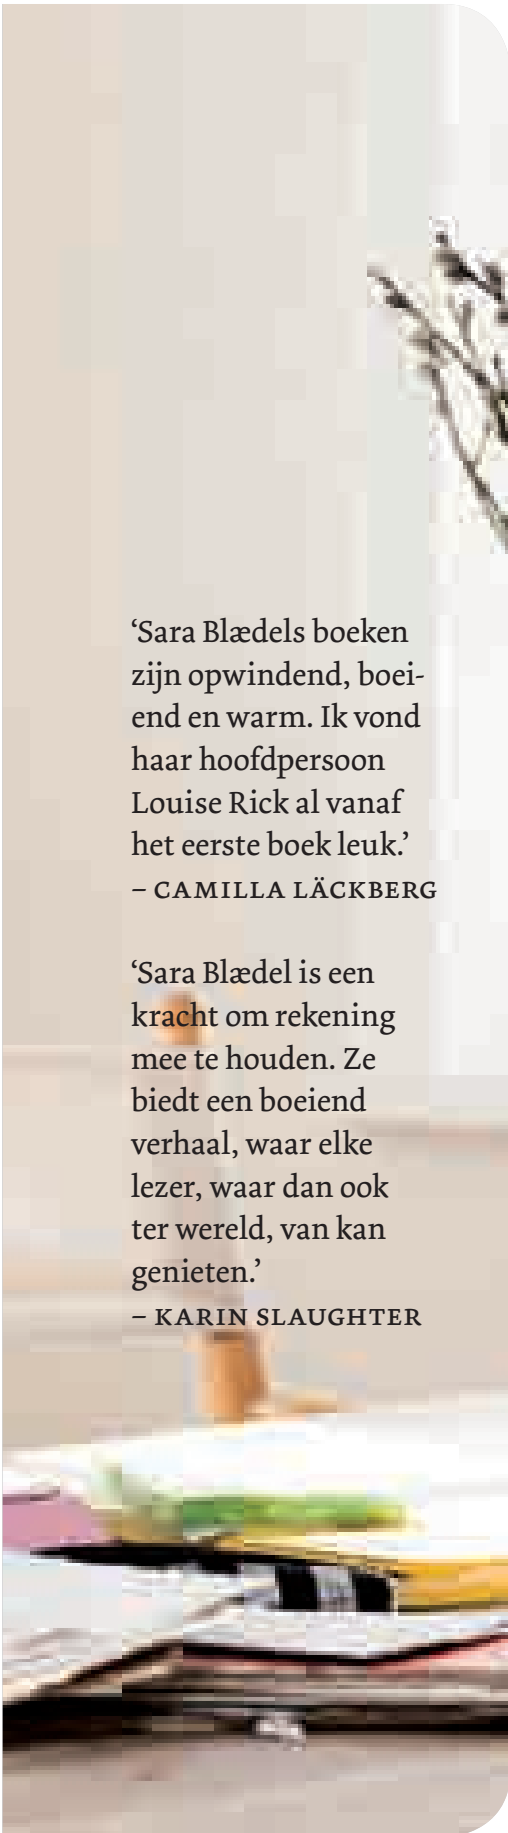 ‘Sara Blædels boeken
zijn opwindend, boei-
end en warm. Ik vond
haar hoofdpersoon
Louise Rick al vanaf
het eerste boek leuk.’
– CAMILLA LÄCKBERG
‘Sara Blædel is een
kracht om rekening
mee te houden. Ze
biedt een boeiend
verhaal, waar elke
lezer, waar dan ook
ter wereld, van kan
genieten.’
– KARIN SLAUGHTER